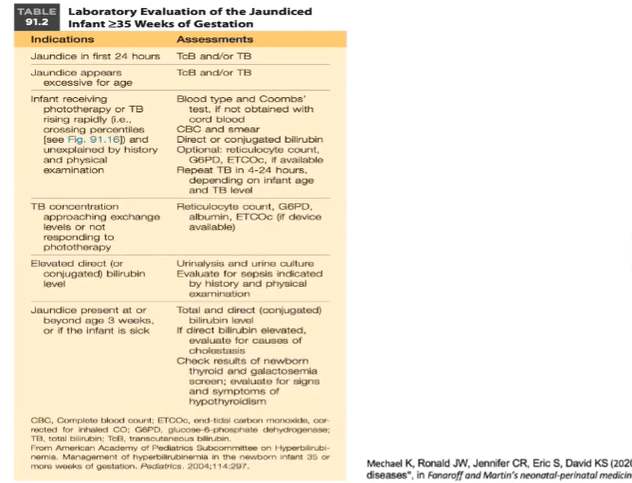 TABLE 91.2
Laboratory Evaluation of the Jaundiced
Infant ≥35 Weeks of Gestation
Indications
Assessments
Jaundice in first 24 hours
TcB and/or TB
Jaundice appears
excessive for age
TcB and/or TB
Infant receiving
phototherapy or TB
rising rapidly (i.e.,
crossing percentiles
[see Fig. 91.16]) and
unexplained by history
and physical
examination
Blood type and Coombs'
test, if not obtained with
cord blood
CBC and smear
Direct or conjugated bilirubin
Optional: reticulocyte count,
G6PD, ETCOc, if available
Repeat TB in 4-24 hours,
depending on infant age
and TB level
TB concentration
approaching exchange
levels or not
responding to
phototherapy
Reticulocyte count, G6PD,
albumin, ETCOc (if device
available)
Elevated direct (or
conjugated) bilirubin
level
Urinalysis and urine culture
Evaluate for sepsis indicated
by history and physical
examination
Jaundice present at or
beyond age 3 weeks,
or if the infant is sick
Total and direct (conjugated)
bilirubin level
If direct bilirubin elevated,
evaluate for causes of
cholestasis
Check results of newborn
thyroid and galactosemia
screen; evaluate for signs
and symptoms of
hypothyroidism
CBC, Complete blood count; ETCOc, end-tidal carbon monoxide, cor-
rected for inhaled CO; G6PD, glucose-6-phosphate dehydrogenase;
TB, total bilirubin; TcB, transcutaneous bilirubin.
From American Academy of Pediatrics Subcommittee on Hyperbilirubi-
nemia. Management of hyperbilirubinemia in the newborn infant 35 or
more weeks of gestation. Pediatrics. 2004;114:297.
Mechael K, Ronald JW, Jennifer CR, Eric S, David KS (202
diseases", in Fanaroff and Martin's neonatal-perinatal medicin